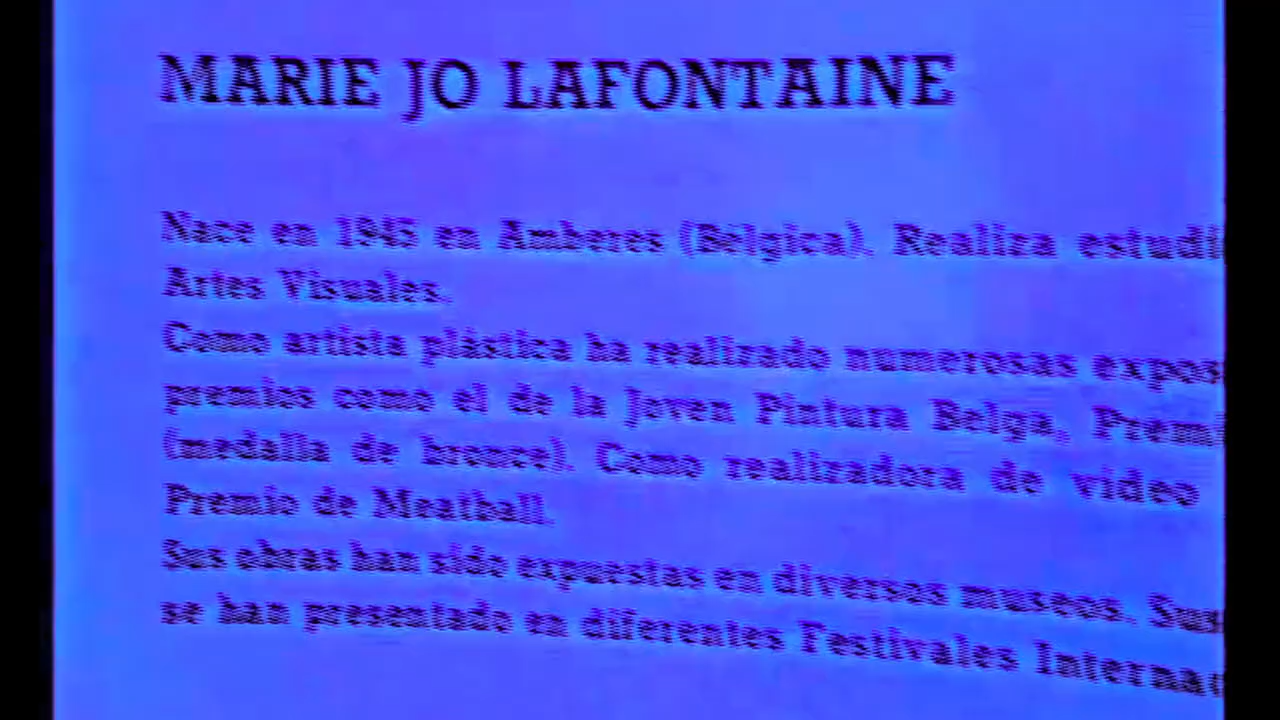 MARIE JO LAFONTAINE
Nace en 1945 en Amberes (Bélgica). Realiza estudi
Artes Visuales.
Como artista plástica ha realizado numerosas expos
premios como el de la Joven Pintura Belga, Premi
(medalla de bronce). Como realizadora de video
Premio de Meatball.
Sus obras han sido expuestas en diversos museos. Sus
se han presentado en diferentes Festivales Interna